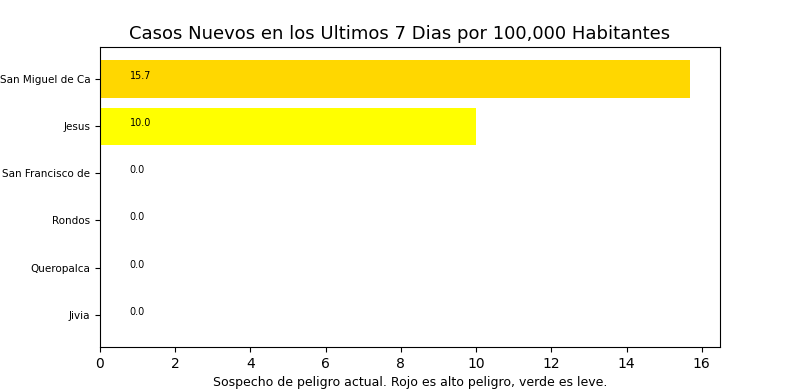 Casos Nuevos en los Ultimos 7 Dias por 100,000 Habitantes
San Miguel de Ca 15.7
Jesus 10.0
San Francisco de 0.0
Rondos 0.0
Queropalca 0.0
Jivia 0.0
0 2 4 6 8 10 12 14 16
Sospecho de peligro actual. Rojo es alto peligro, verde es leve.